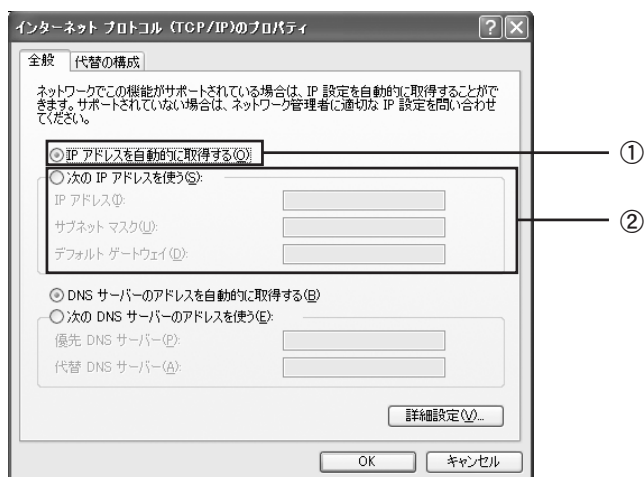 インターネット プロトコル (TCP/IP)のプロパティ
全般
代替の構成
ネットワークでこの機能がサポートされている場合は、IP 設定を自動的に取得することがで
きます。サポートされていない場合は、ネットワーク管理者に適切な IP 設定を問い合わせ
てください。
IP アドレスを自動的に取得する(O)
①
次の IP アドレスを使う(S):
IP アドレス(I):
サブネット マスク(U):
②
デフォルト ゲートウェイ(D):
DNS サーバーのアドレスを自動的に取得する(B)
次の DNS サーバーのアドレスを使う(E):
優先 DNS サーバー(P):
代替 DNS サーバー(A):
詳細設定(V)...
OK
キャンセル